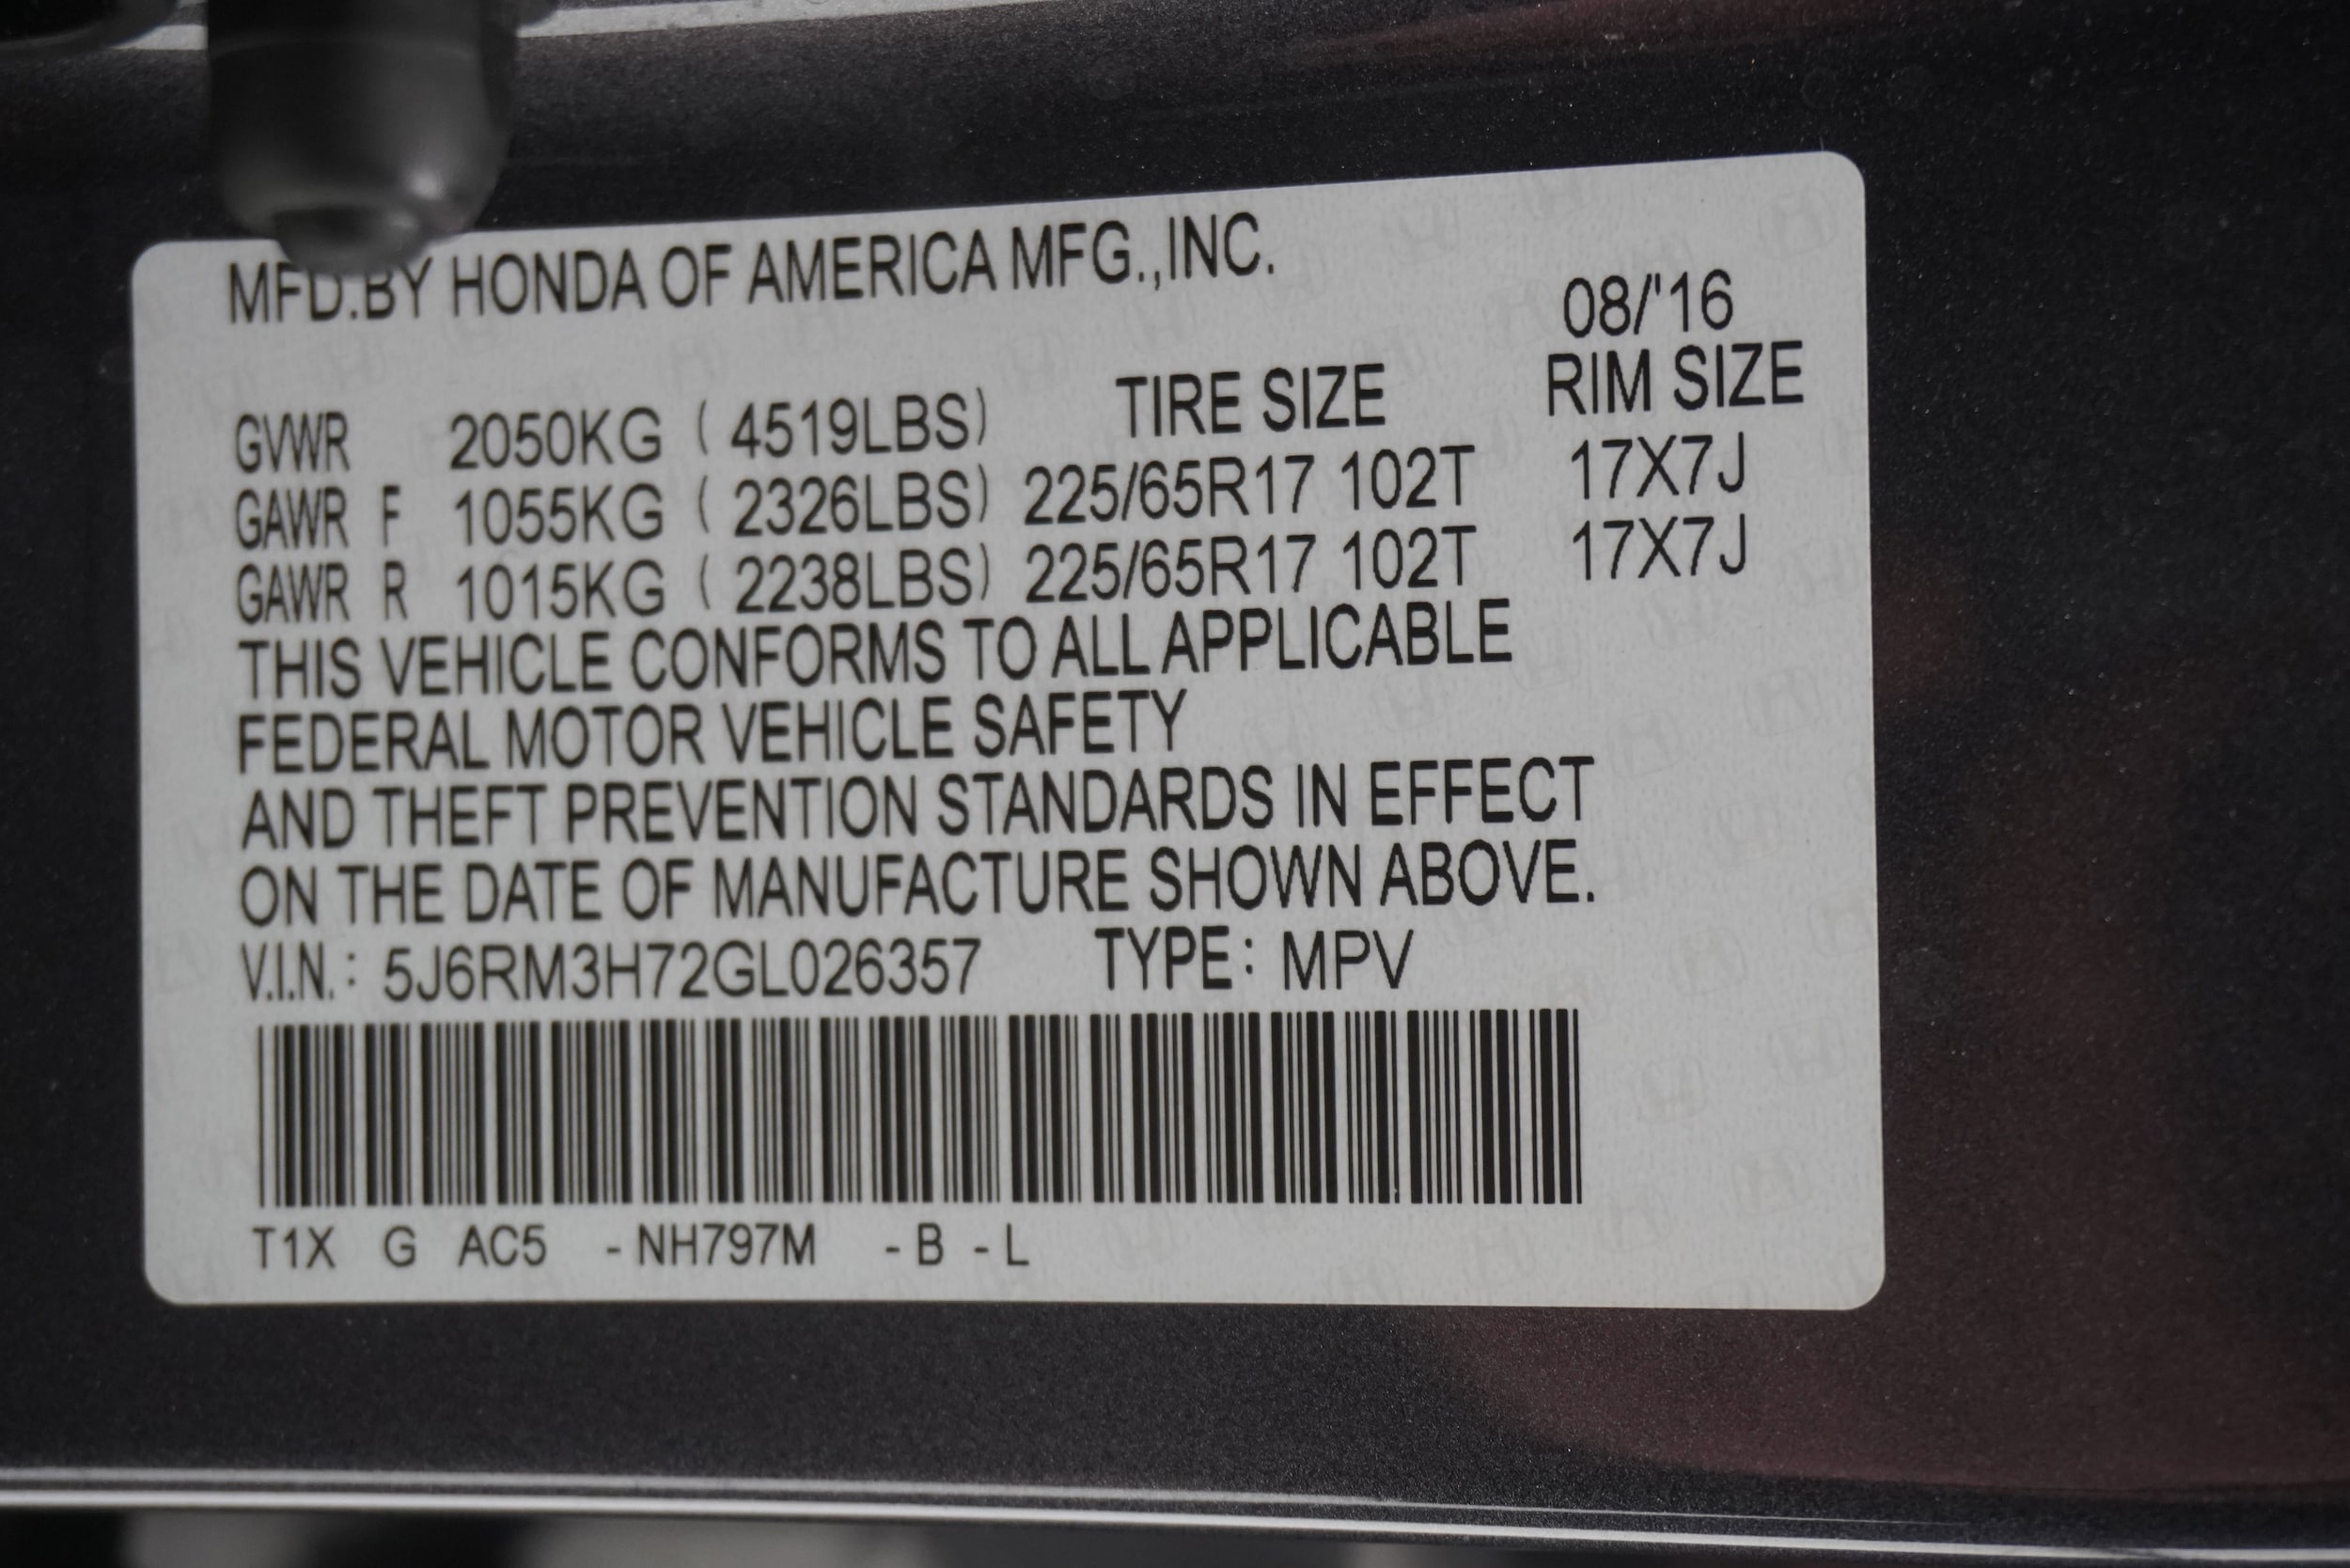 MFD.BY HONDA OF AMERICA MFG.,INC.
08/'16
GVWR 2050KG ( 4519LBS) TIRE SIZE RIM SIZE
GAWR F 1055KG ( 2326LBS) 225/65R17 102T 17X7J
GAWR R 1015KG ( 2238LBS) 225/65R17 102T 17X7J
THIS VEHICLE CONFORMS TO ALL APPLICABLE
FEDERAL MOTOR VEHICLE SAFETY
AND THEFT PREVENTION STANDARDS IN EFFECT
ON THE DATE OF MANUFACTURE SHOWN ABOVE.
V.I.N.: 5J6RM3H72GL026357 TYPE: MPV
T1X G AC5 - NH797M - B - L